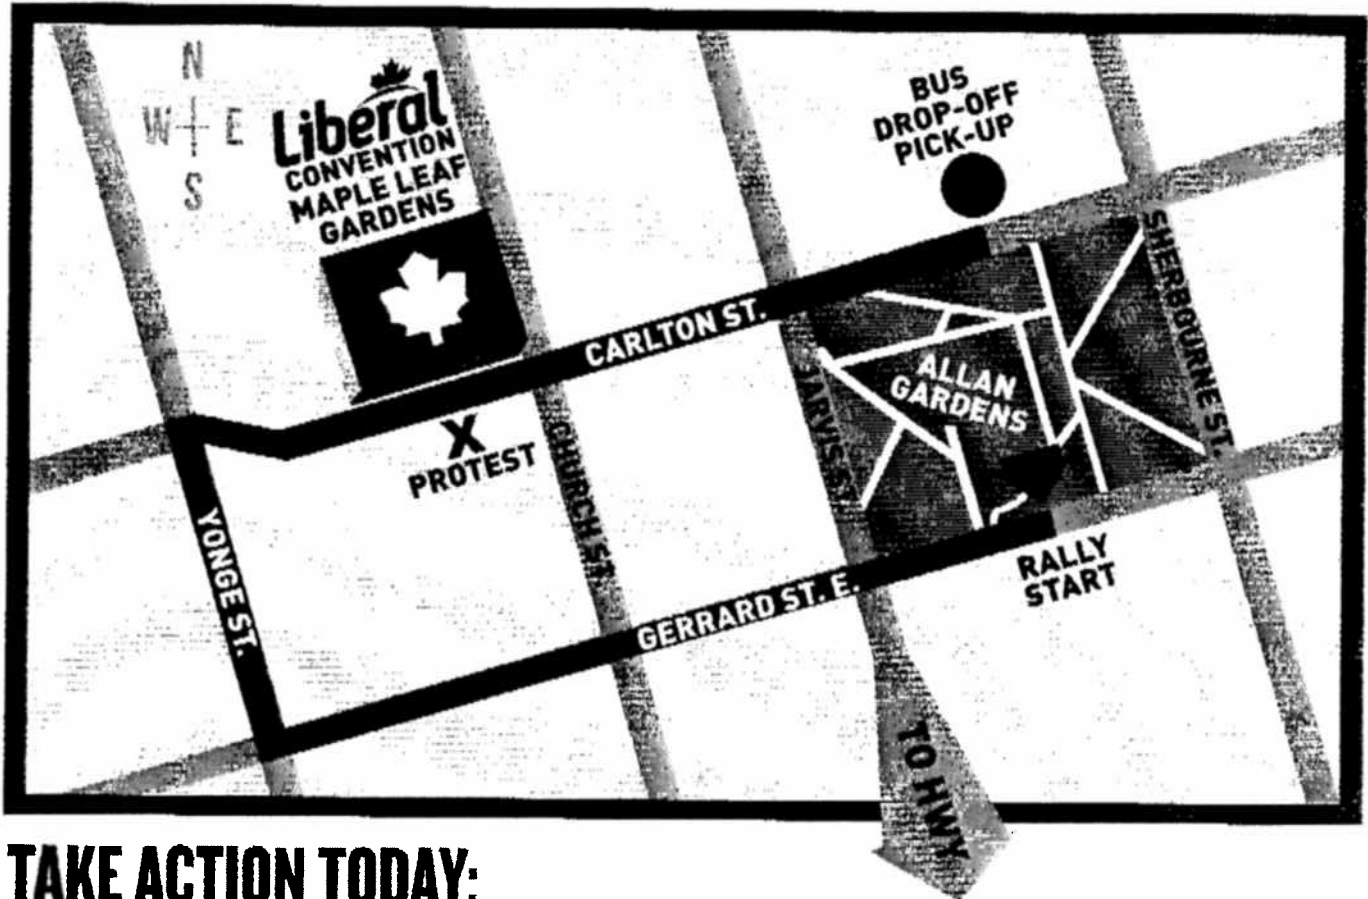 N
W E
S
Liberal
CONVENTION
MAPLE LEAF
GARDENS
BUS
DROP-OFF
PICK-UP
SHERBOURNE ST.
CARLTON ST.
ALLAN
GARDENS
JARVIS ST.
X
PROTEST
CHURCH ST.
YONGE ST.
RALLY
START
GERRARD ST. E.
TO HWY
TAKE ACTION TODAY: